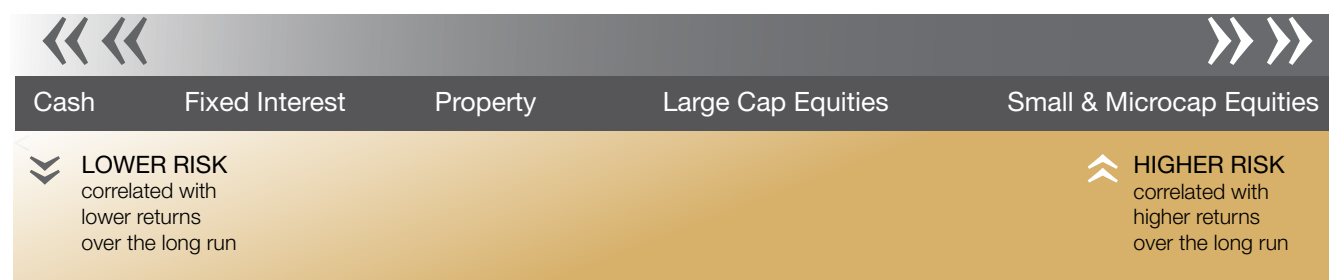 Cash Fixed Interest Property Large Cap Equities Small & Microcap Equities
LOWER RISK
correlated with
lower returns
over the long run
HIGHER RISK
correlated with
higher returns
over the long run